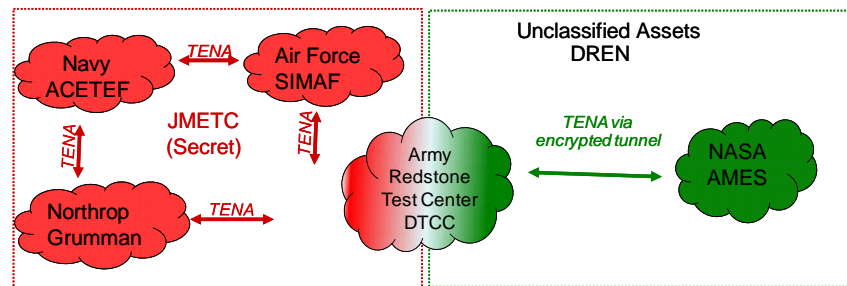 Navy
ACETEF
TENA
Air Force
SIMAF
TENA
JMETC
(Secret)
TENA
Northrop
Grumman
TENA
Unclassified Assets
DREN
Army
Redstone
Test Center
DTCC
TENA via
encrypted tunnel
NASA
AMES